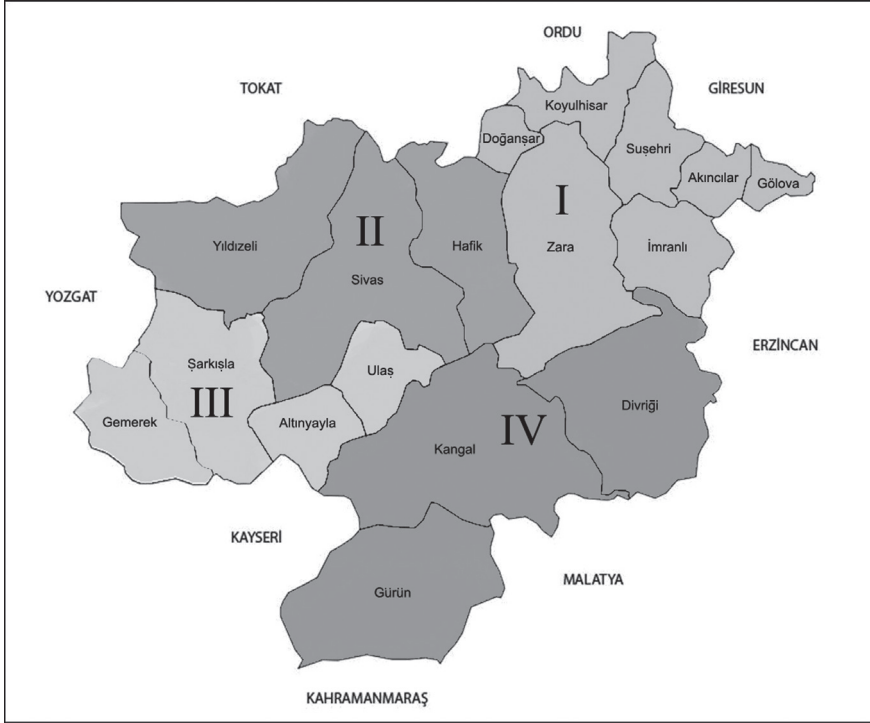 ORDU
TOKAT
GİRESUN
Koyulhisar
Doğanşar
Suşehri
Akıncılar
Gölova
I
II
Yıldızeli
Hafik
Zara
İmranlı
Sivas
YOZGAT
ERZİNCAN
Şarkışla
Ulaş
III
Divriği
Gemerek
Altınyayla
IV
Kangal
KAYSERİ
MALATYA
Gürün
KAHRAMANMARAŞ